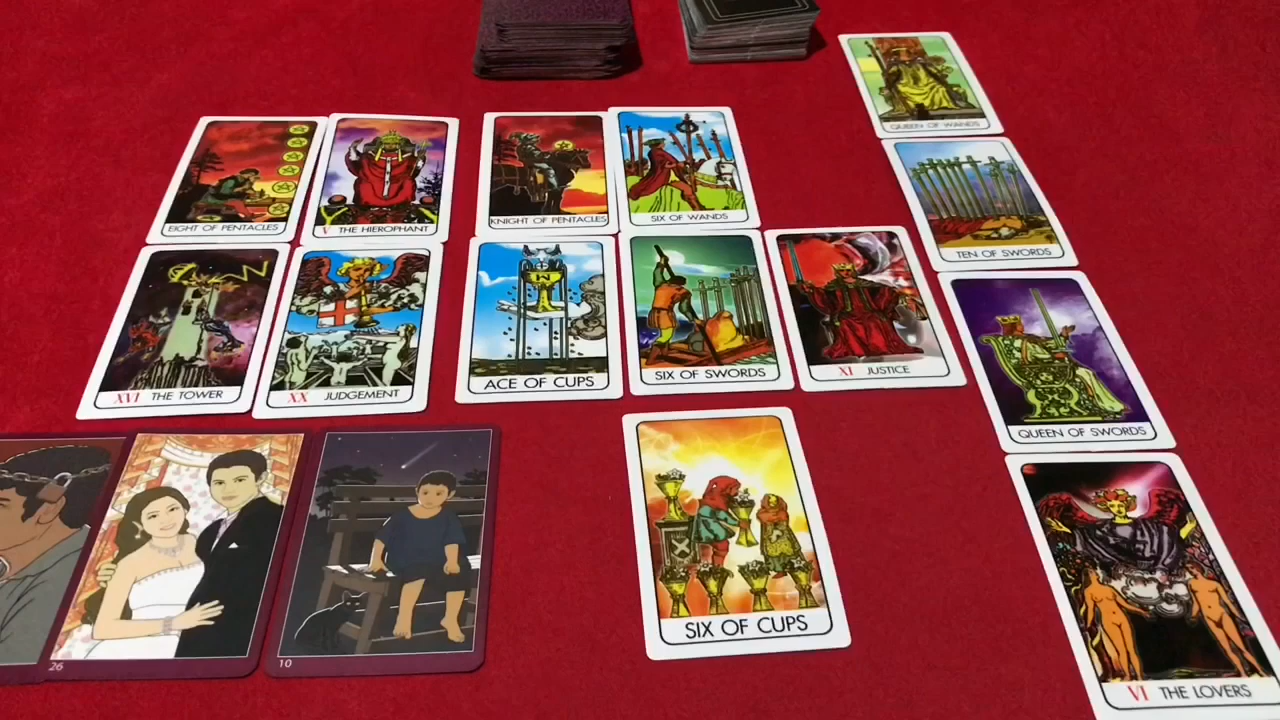 QUEEN OF WANDS
EIGHT OF PENTACLES
V THE HIEROPHANT
KNIGHT OF PENTACLES
SIX OF WANDS
TEN OF SWORDS
XVI THE TOWER
XX JUDGEMENT
ACE OF CUPS
SIX OF SWORDS
XI JUSTICE
QUEEN OF SWORDS
26
10
SIX OF CUPS
VI THE LOVERS